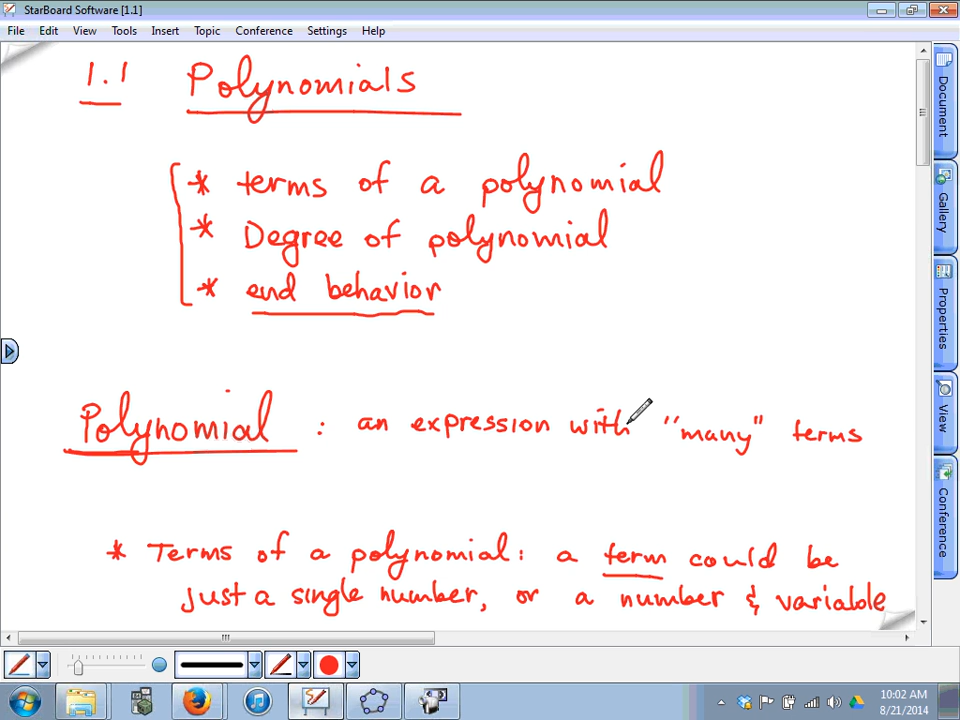 StarBoard Software [1.1]
File Edit View Tools Insert Topic Conference Settings Help
1.1 Polynomials
* terms of a polynomial
* Degree of polynomial
* end behavior
Polynomial : an expression with "many" terms
* Terms of a polynomial: a term could be
just a single number, or a number & variable
Document
Gallery
Properties
View
Conference
10:02 AM
8/21/2014